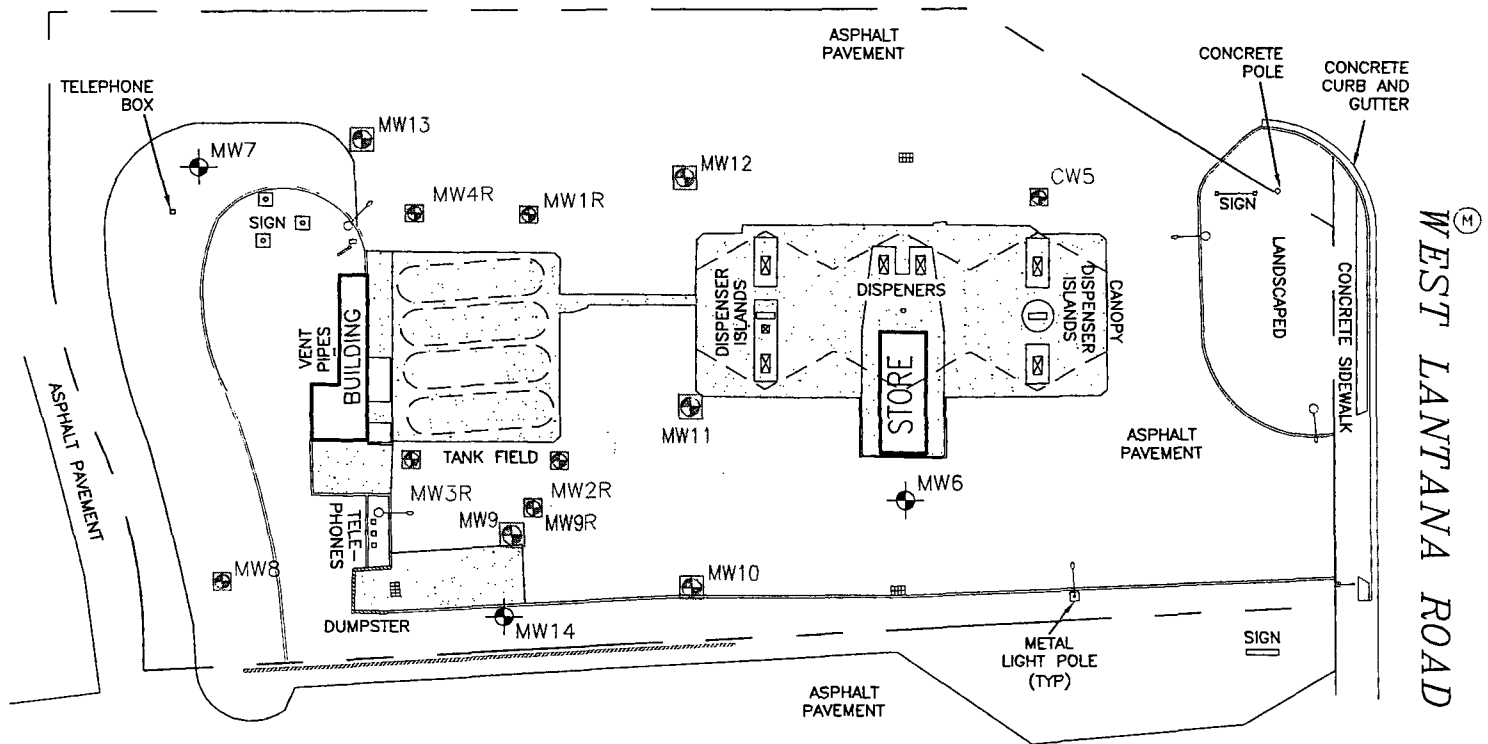 ASPHALT
PAVEMENT
CONCRETE
POLE
CONCRETE
CURB AND
GUTTER
TELEPHONE
BOX
MW13
MW7
MW12
CW5
MW4R
MW1R
SIGN
SIGN
M
WEST LANTANA ROAD
LANDSCAPED
CONCRETE SIDEWALK
VENT
PIPES
BUILDING
DISPENSER
ISLANDS
DISPENERS
DISPENSER
ISLANDS
CANOPY
STORE
ASPHALT PAVEMENT
MW11
ASPHALT
PAVEMENT
TANK FIELD
MW3R
MW2R
MW6
MW9
MW9R
TELE-
PHONES
MW8
MW10
DUMPSTER
MW14
METAL
LIGHT POLE
(TYP)
SIGN
ASPHALT
PAVEMENT